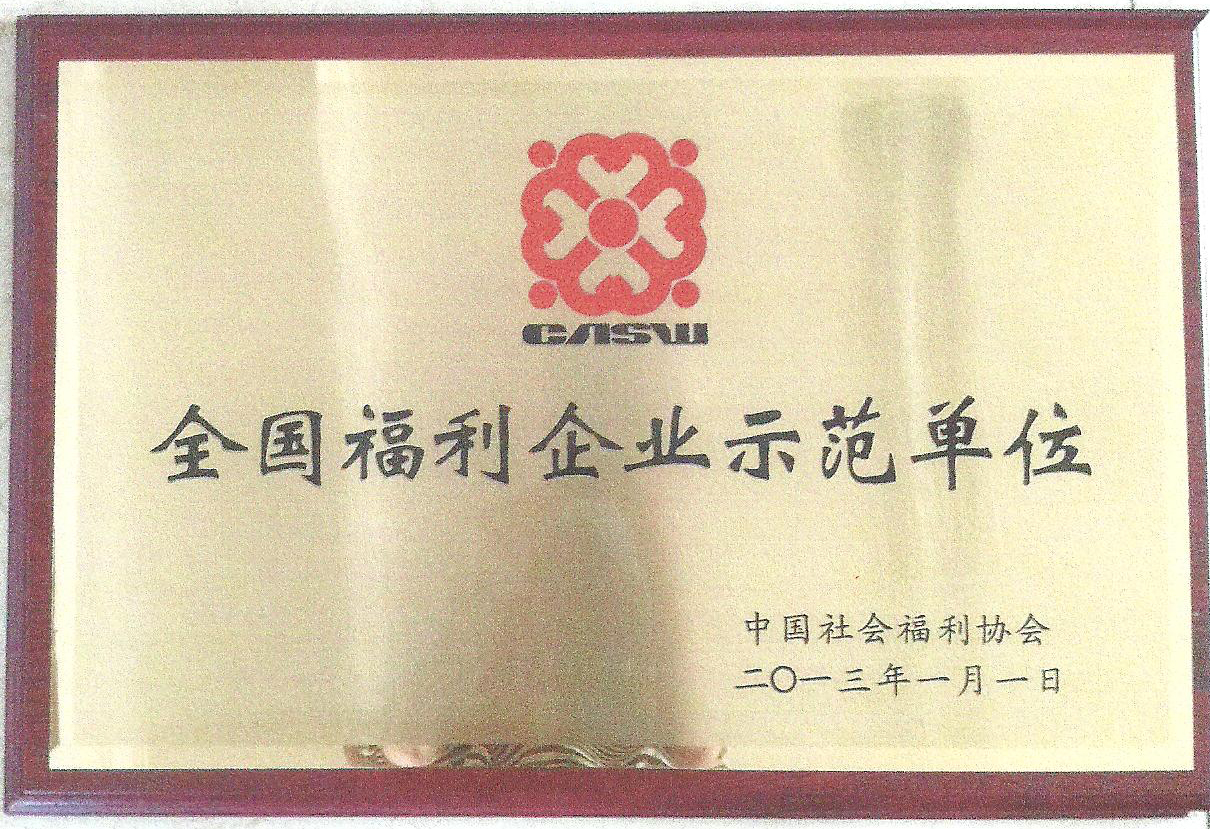 CASW
全国福利企业示范单位
中国社会福利协会
二〇一三年一月一日